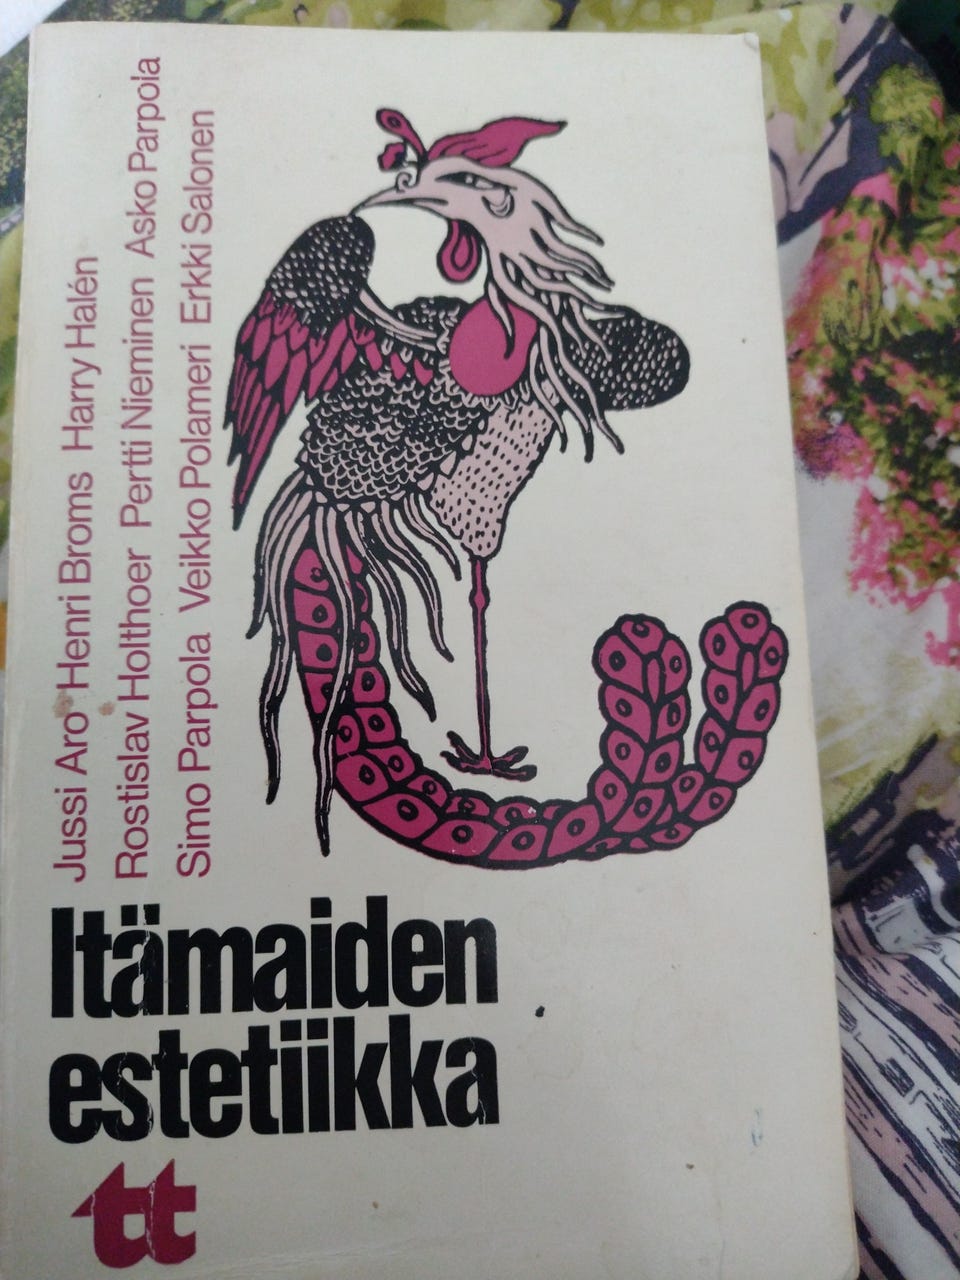 Jussi Aro Henri Broms Harry Halén
Rostislav Holthoer Pertti Nieminen Asko Parpola
Simo Parpola Veikko Polameri Erkki Salonen
Itämaiden
estetiikka
tt